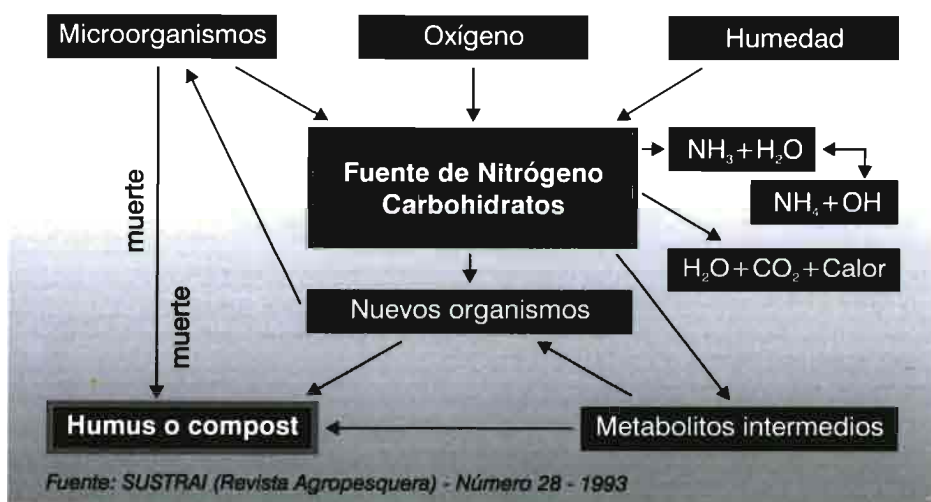 Microorganismos
Oxígeno
Humedad
Fuente de Nitrógeno
Carbohidratos
NH₃+H₂O
NH₄+OH
H₂O+CO₂+Calor
muerte
muerte
Nuevos organismos
Humus o compost
Metabolitos intermedios
Fuente: SUSTRAI (Revista Agropesquera) - Número 28 - 1993